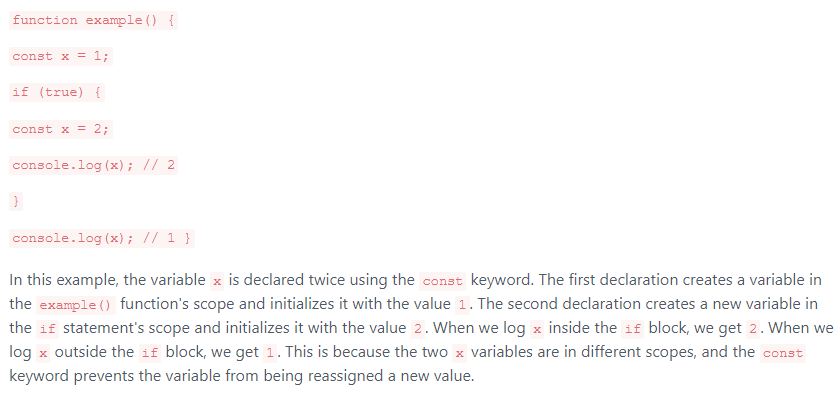 function example() {
const x = 1;
if (true) {
const x = 2;
console.log(x); // 2
}
console.log(x); // 1 }
In this example, the variable x is declared twice using the const keyword. The first declaration creates a variable in
the example() function's scope and initializes it with the value 1. The second declaration creates a new variable in
the if statement's scope and initializes it with the value 2. When we log x inside the if block, we get 2. When we
log x outside the if block, we get 1. This is because the two x variables are in different scopes, and the const
keyword prevents the variable from being reassigned a new value.